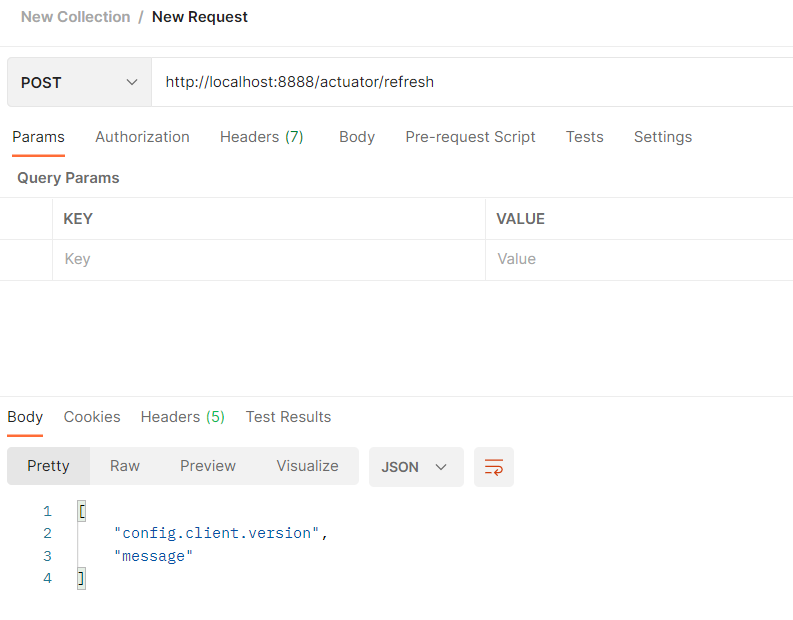 New Collection / New Request
POST http://localhost:8888/actuator/refresh
Params Authorization Headers (7) Body Pre-request Script Tests Settings
Query Params
KEY VALUE
Key Value
Body Cookies Headers (5) Test Results
Pretty Raw Preview Visualize JSON
1 [
2 "config.client.version",
3 "message"
4 ]